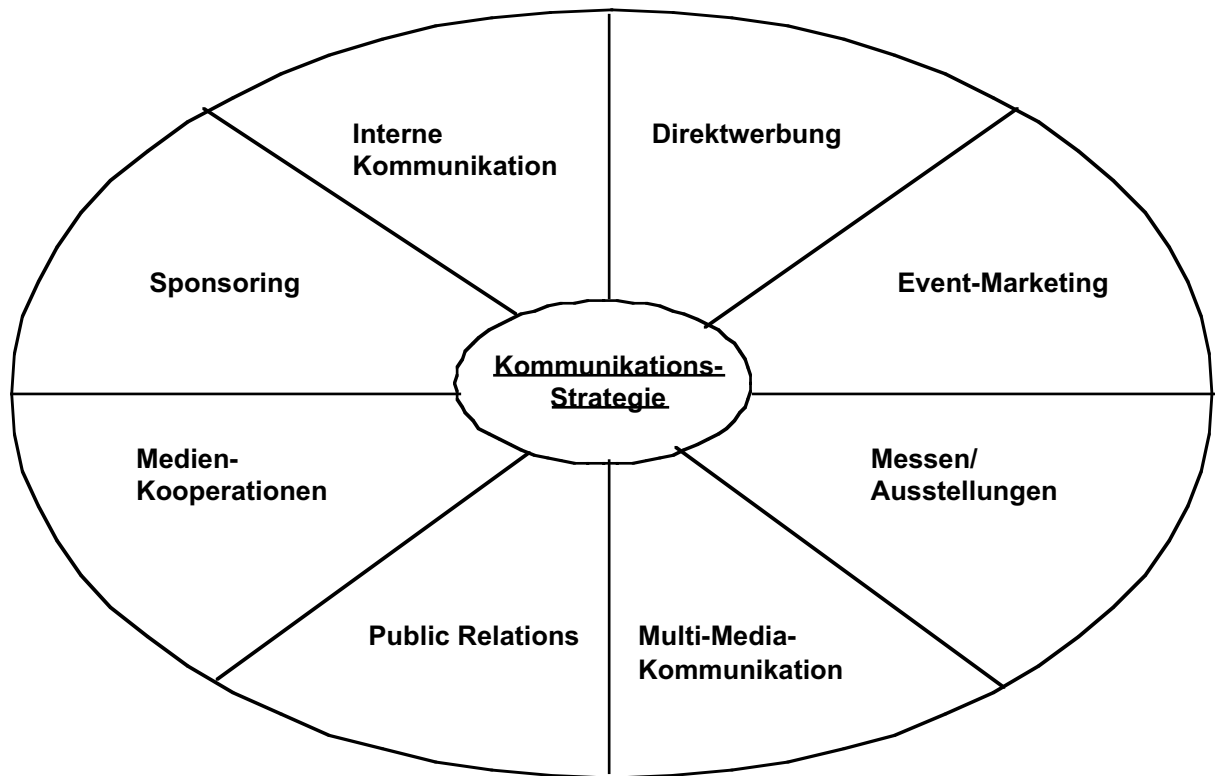 Interne
Kommunikation
Direktwerbung
Sponsoring
Event-Marketing
Kommunikations-
Strategie
Medien-
Kooperationen
Messen/
Ausstellungen
Public Relations
Multi-Media-
Kommunikation